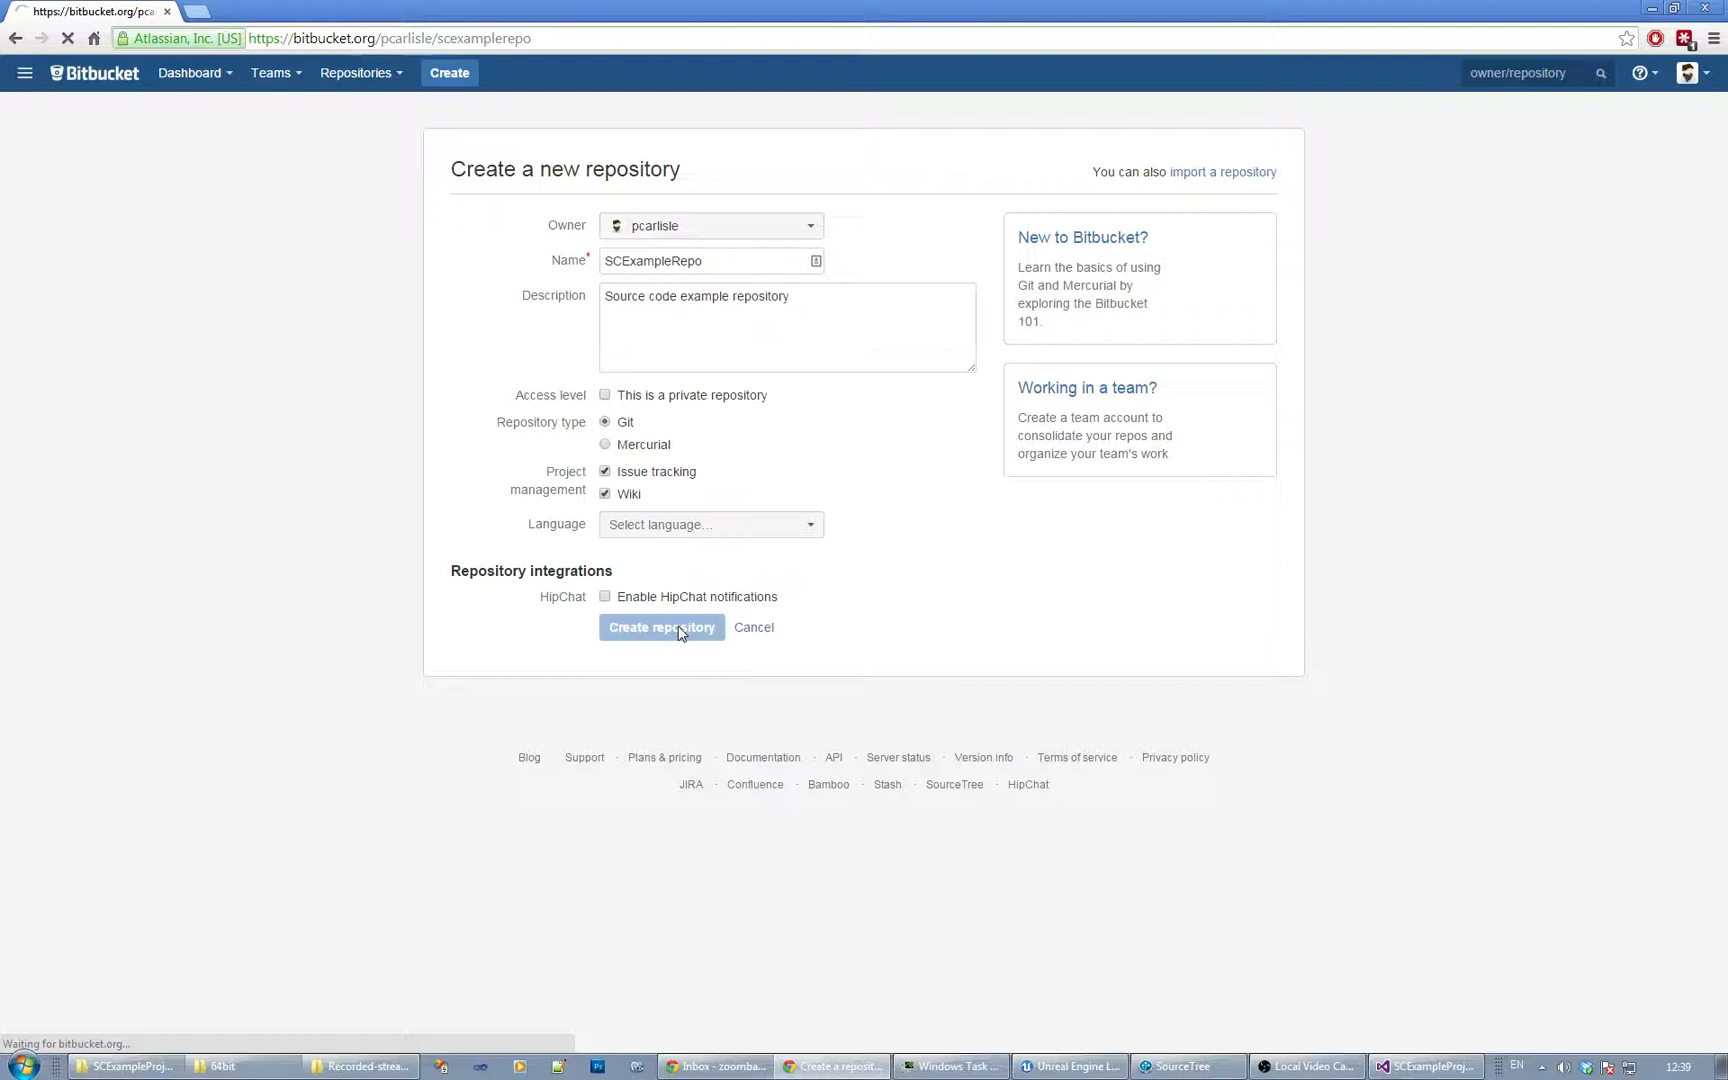 https://bitbucket.org/pca
Atlassian, Inc. [US] https://bitbucket.org/pcarlisle/scexamplerepo
Bitbucket Dashboard Teams Repositories Create owner/repository
Create a new repository
You can also import a repository
Owner pcarlisle
Name* SCExampleRepo
Description Source code example repository
Access level This is a private repository
Repository type Git
Mercurial
Project management Issue tracking
Wiki
Language Select language...
Repository integrations
HipChat Enable HipChat notifications
Create repository Cancel
New to Bitbucket?
Learn the basics of using
Git and Mercurial by
exploring the Bitbucket
101.
Working in a team?
Create a team account to
consolidate your repos and
organize your team's work
Blog Support · Plans & pricing · Documentation · API · Server status · Version info · Terms of service · Privacy policy
JIRA · Confluence · Bamboo · Stash · SourceTree · HipChat
Waiting for bitbucket.org...
SCExampleProj... 64bit Recorded-strea... Inbox - zoomba... Create a reposit... Windows Task ... Unreal Engine L... SourceTree Local Video Ca... SCExampleProj... EN 12:39